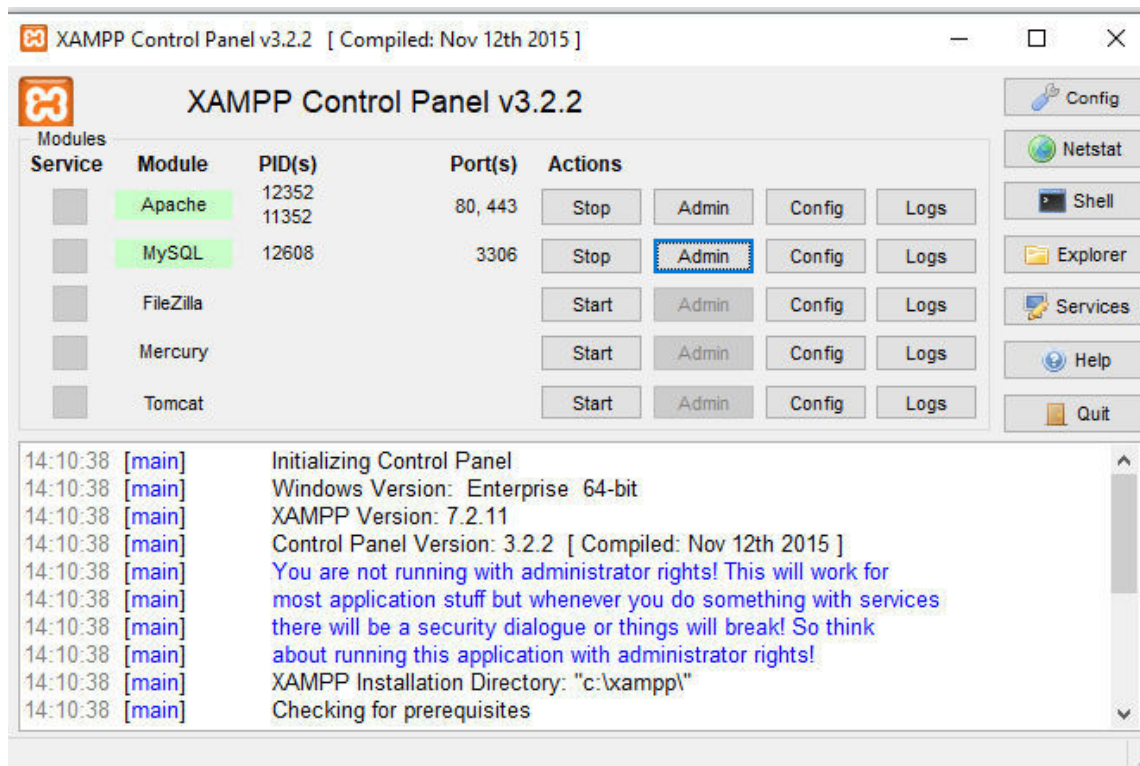 XAMPP Control Panel v3.2.2 [ Compiled: Nov 12th 2015 ]
XAMPP Control Panel v3.2.2
Config
Modules
Service Module PID(s) Port(s) Actions
Netstat
Apache 12352 11352 80, 443 Stop Admin Config Logs
Shell
MySQL 12608 3306 Stop Admin Config Logs
Explorer
FileZilla Start Admin Config Logs
Services
Mercury Start Admin Config Logs
Help
Tomcat Start Admin Config Logs
Quit
14:10:38 [main] Initializing Control Panel
14:10:38 [main] Windows Version: Enterprise 64-bit
14:10:38 [main] XAMPP Version: 7.2.11
14:10:38 [main] Control Panel Version: 3.2.2 [ Compiled: Nov 12th 2015 ]
14:10:38 [main] You are not running with administrator rights! This will work for
14:10:38 [main] most application stuff but whenever you do something with services
14:10:38 [main] there will be a security dialogue or things will break! So think
14:10:38 [main] about running this application with administrator rights!
14:10:38 [main] XAMPP Installation Directory: "c:\xampp\"
14:10:38 [main] Checking for prerequisites